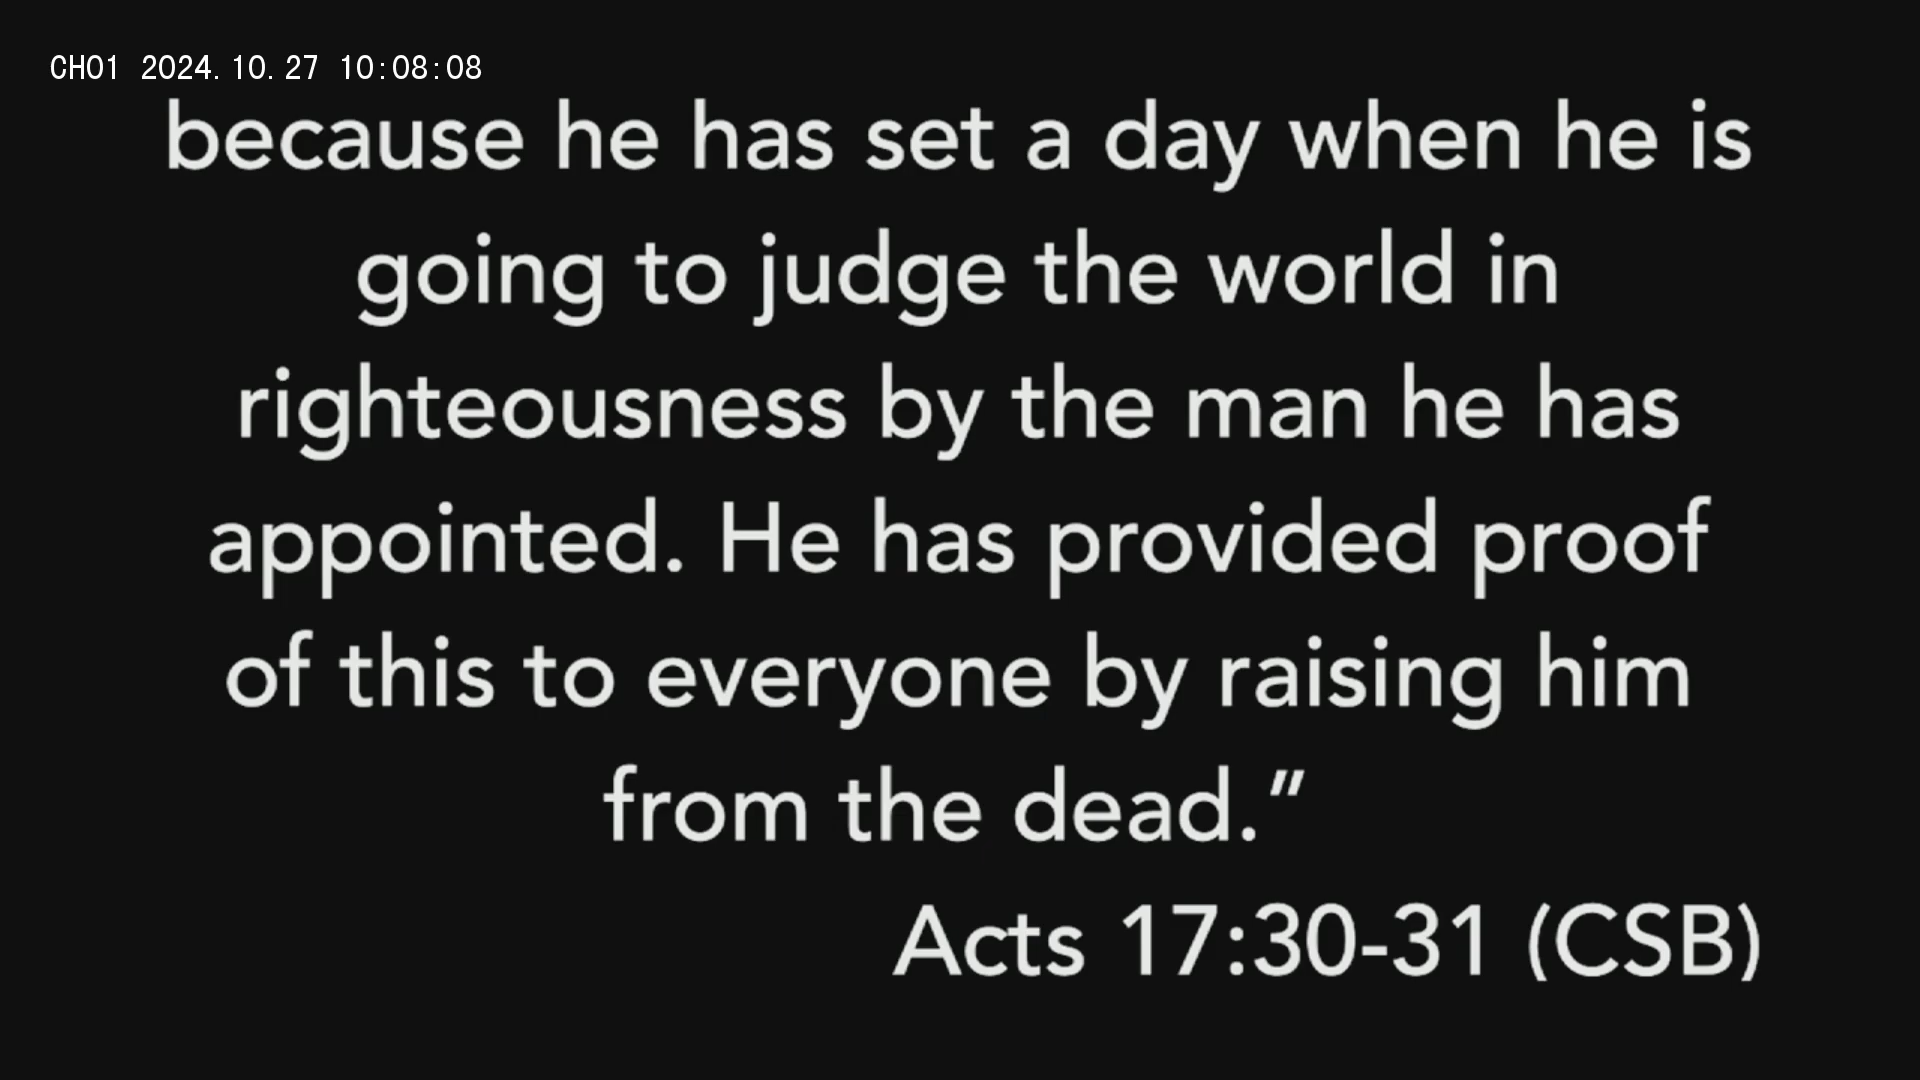 CH01 2024.10.27 10:08:08
because he has set a day when he is
going to judge the world in
righteousness by the man he has
appointed. He has provided proof
of this to everyone by raising him
from the dead.”
Acts 17:30-31 (CSB)